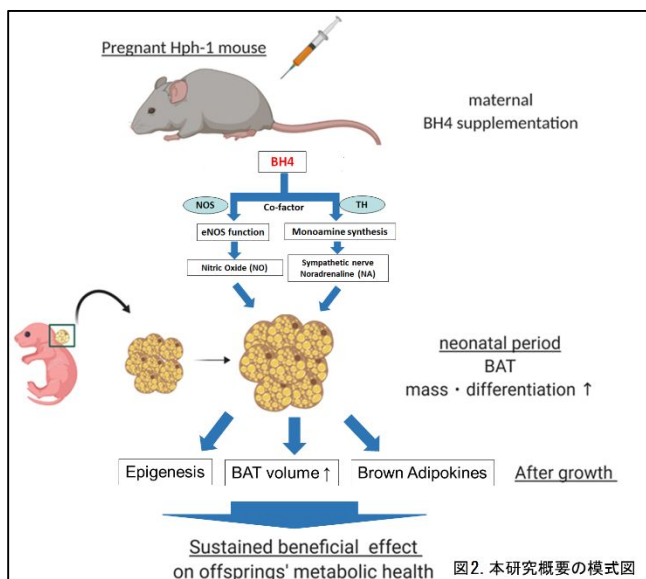 Pregnant Hph-1 mouse
maternal
BH4 supplementation
BH4
NOS
Co-factor
TH
eNOS function
Monoamine synthesis
Nitric Oxide (NO)
Sympathetic nerve
Noradrenaline (NA)
neonatal period
BAT
mass・differentiation ↑
Epigenesis
BAT volume ↑
Brown Adipokines
After growth
Sustained beneficial effect
on offsprings' metabolic health
図2. 本研究概要の模式図